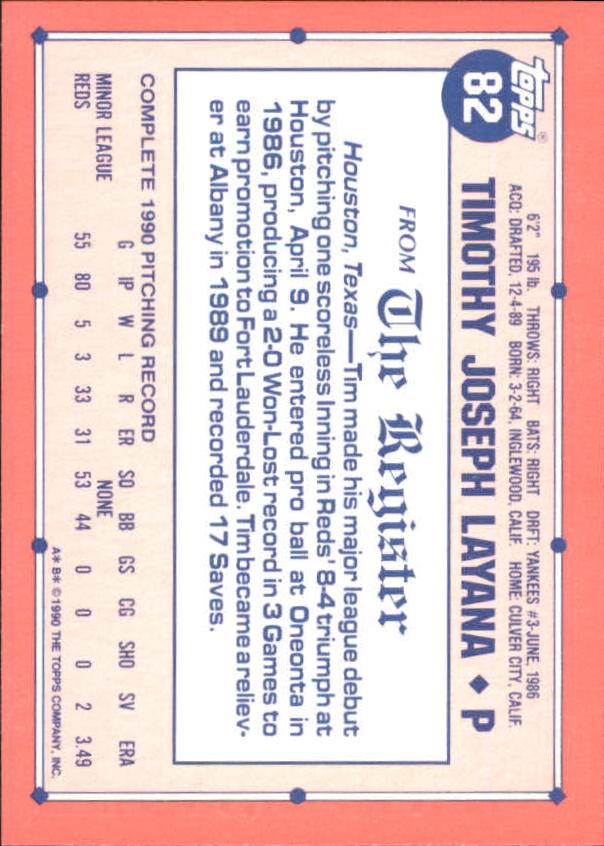 topps®
82
TIMOTHY JOSEPH LAYANA ♦ P
6'2" 195 lb. THROWS: RIGHT BATS: RIGHT DRFT: YANKEES #3-JUNE, 1986
ACQ: DRAFTED, 12-4-89 BORN: 3-2-64, INGLEWOOD, CALIF. HOME: CULVER CITY, CALIF.
FROM The Register
Houston, Texas—Tim made his major league debut
by pitching one scoreless Inning in Reds' 8-4 triumph at
Houston, April 9. He entered pro ball at Oneonta in
1986, producing a 2-0 Won-Lost record in 3 Games to
earn promotion to Fort Lauderdale. Tim became a reliev-
er at Albany in 1989 and recorded 17 Saves.
COMPLETE 1990 PITCHING RECORD
G IP W L R ER SO BB GS CG SHO SV ERA
MINOR LEAGUE NONE
REDS 55 80 5 3 33 31 53 44 0 0 0 2 3.49
A* B* ©1990 THE TOPPS COMPANY, INC.